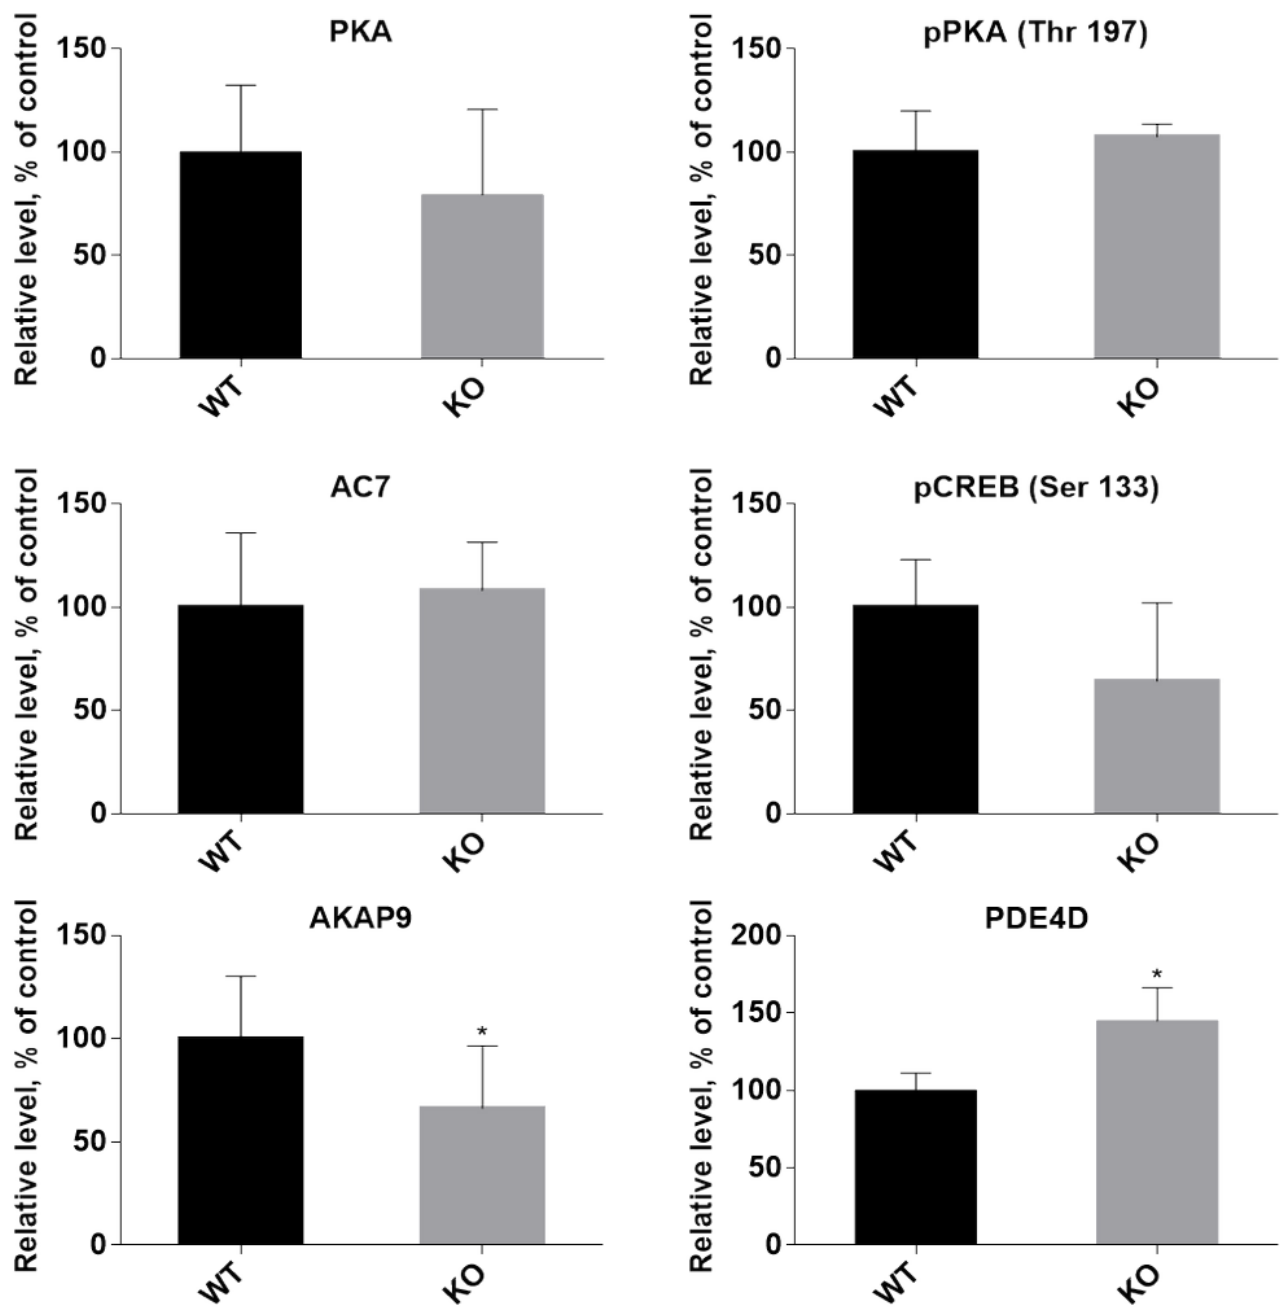 PKA
Relative level, % of control
150
100
50
0
WT
KO
pPKA (Thr 197)
Relative level, % of control
150
100
50
0
WT
KO
AC7
Relative level, % of control
150
100
50
0
WT
KO
pCREB (Ser 133)
Relative level, % of control
150
100
50
0
WT
KO
AKAP9
Relative level, % of control
150
100
50
0
*
WT
KO
PDE4D
Relative level, % of control
200
150
100
50
0
*
WT
KO